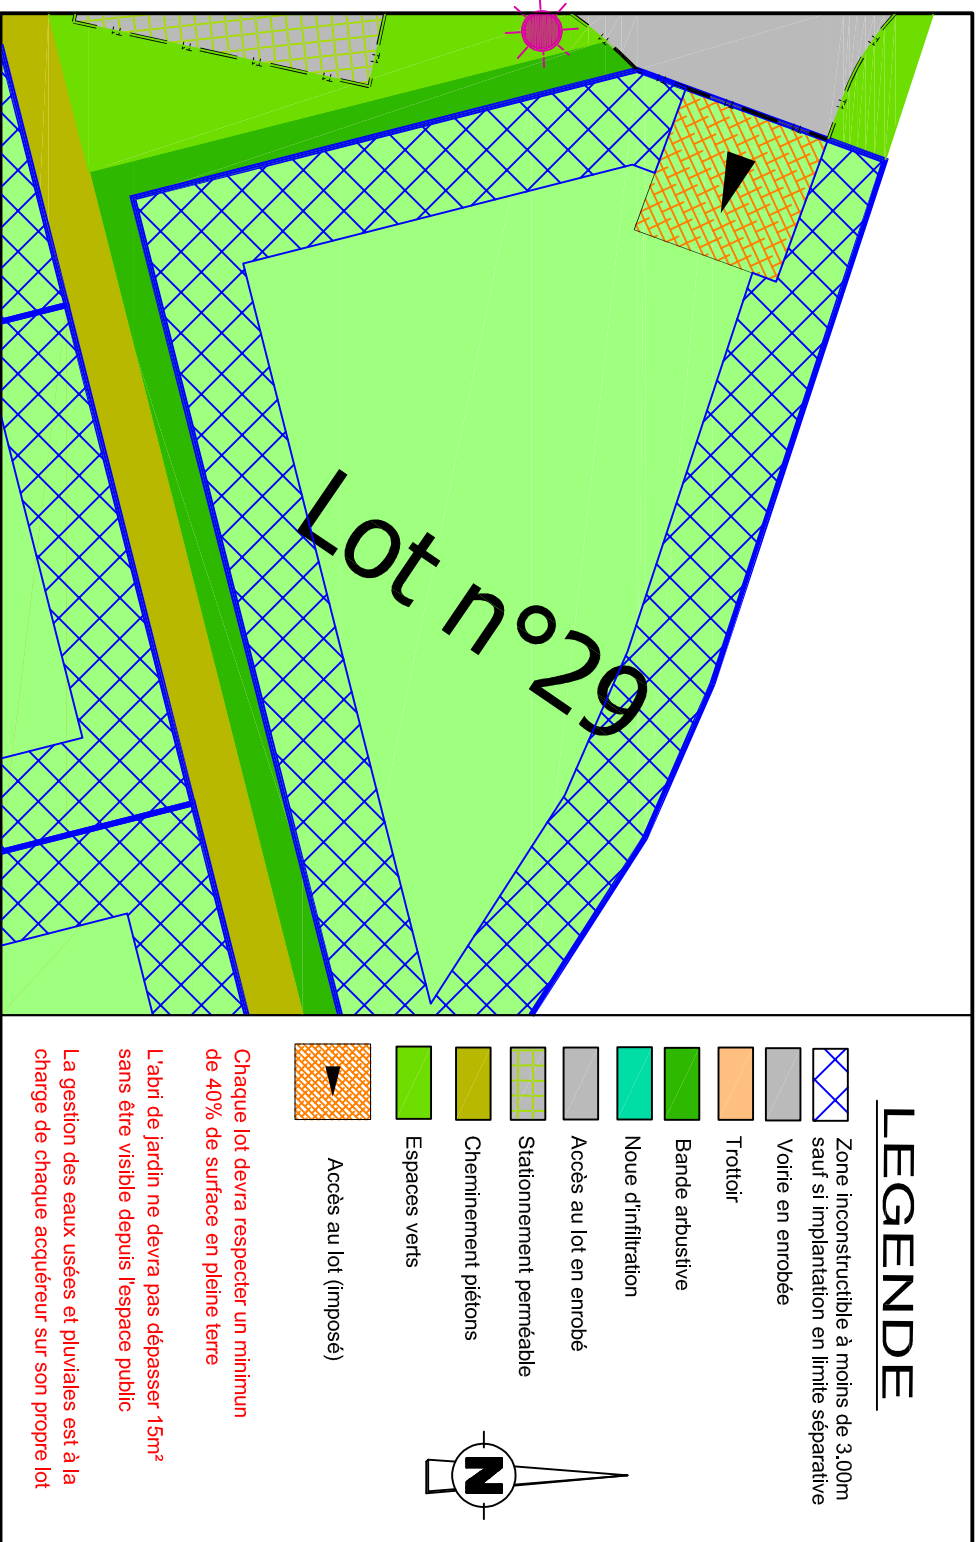 Lot n°29
LEGENDE
Zone inconstructible à moins de 3.00m
sauf si implantation en limite séparative
Voirie en enrobée
Trottoir
Bande arbustive
Noue d'infiltration
Accès au lot en enrobé
Stationnement perméable
Cheminement piétons
Espaces verts
Accès au lot (imposé)
N
Chaque lot devra respecter un minimun
de 40% de surface en pleine terre
L'abri de jardin ne devra pas dépasser 15m²
sans être visible depuis l'espace public
La gestion des eaux usées et pluviales est à la
charge de chaque acquéreur sur son propre lot